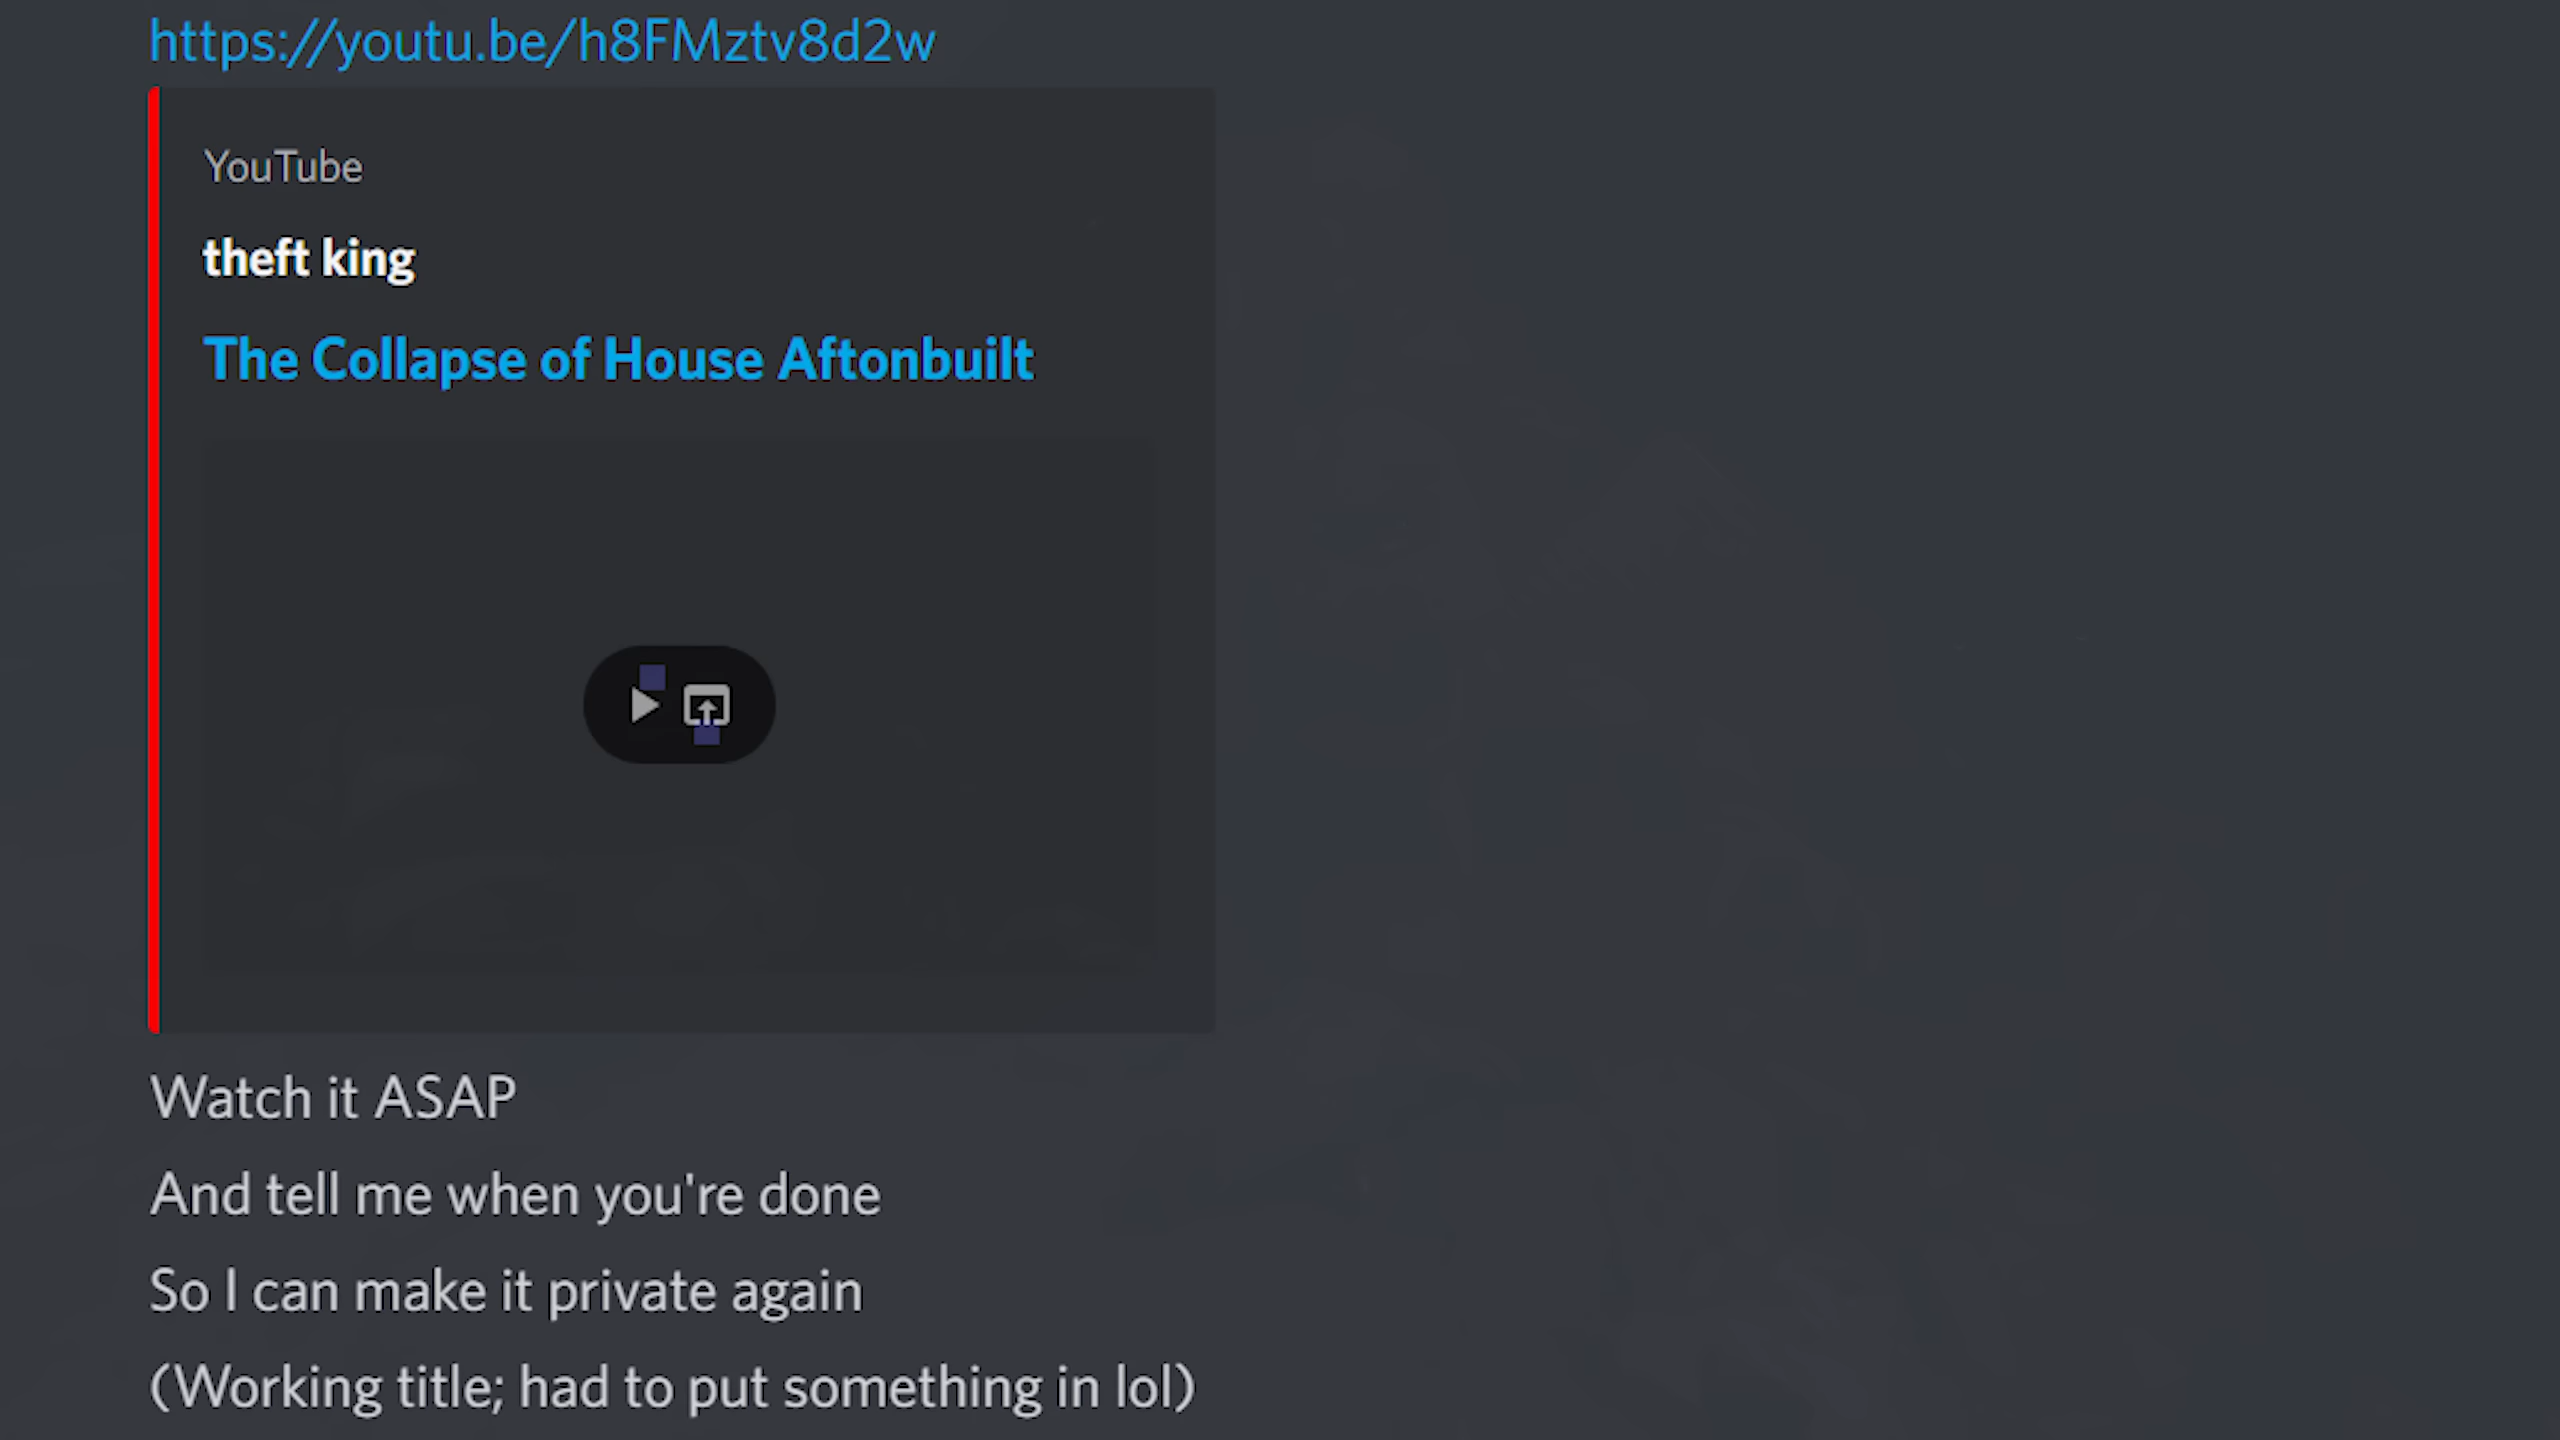 https://youtu.be/h8FMztv8d2w
YouTube
theft king
The Collapse of House Aftonbuilt
Watch it ASAP
And tell me when you're done
So I can make it private again
(Working title; had to put something in lol)